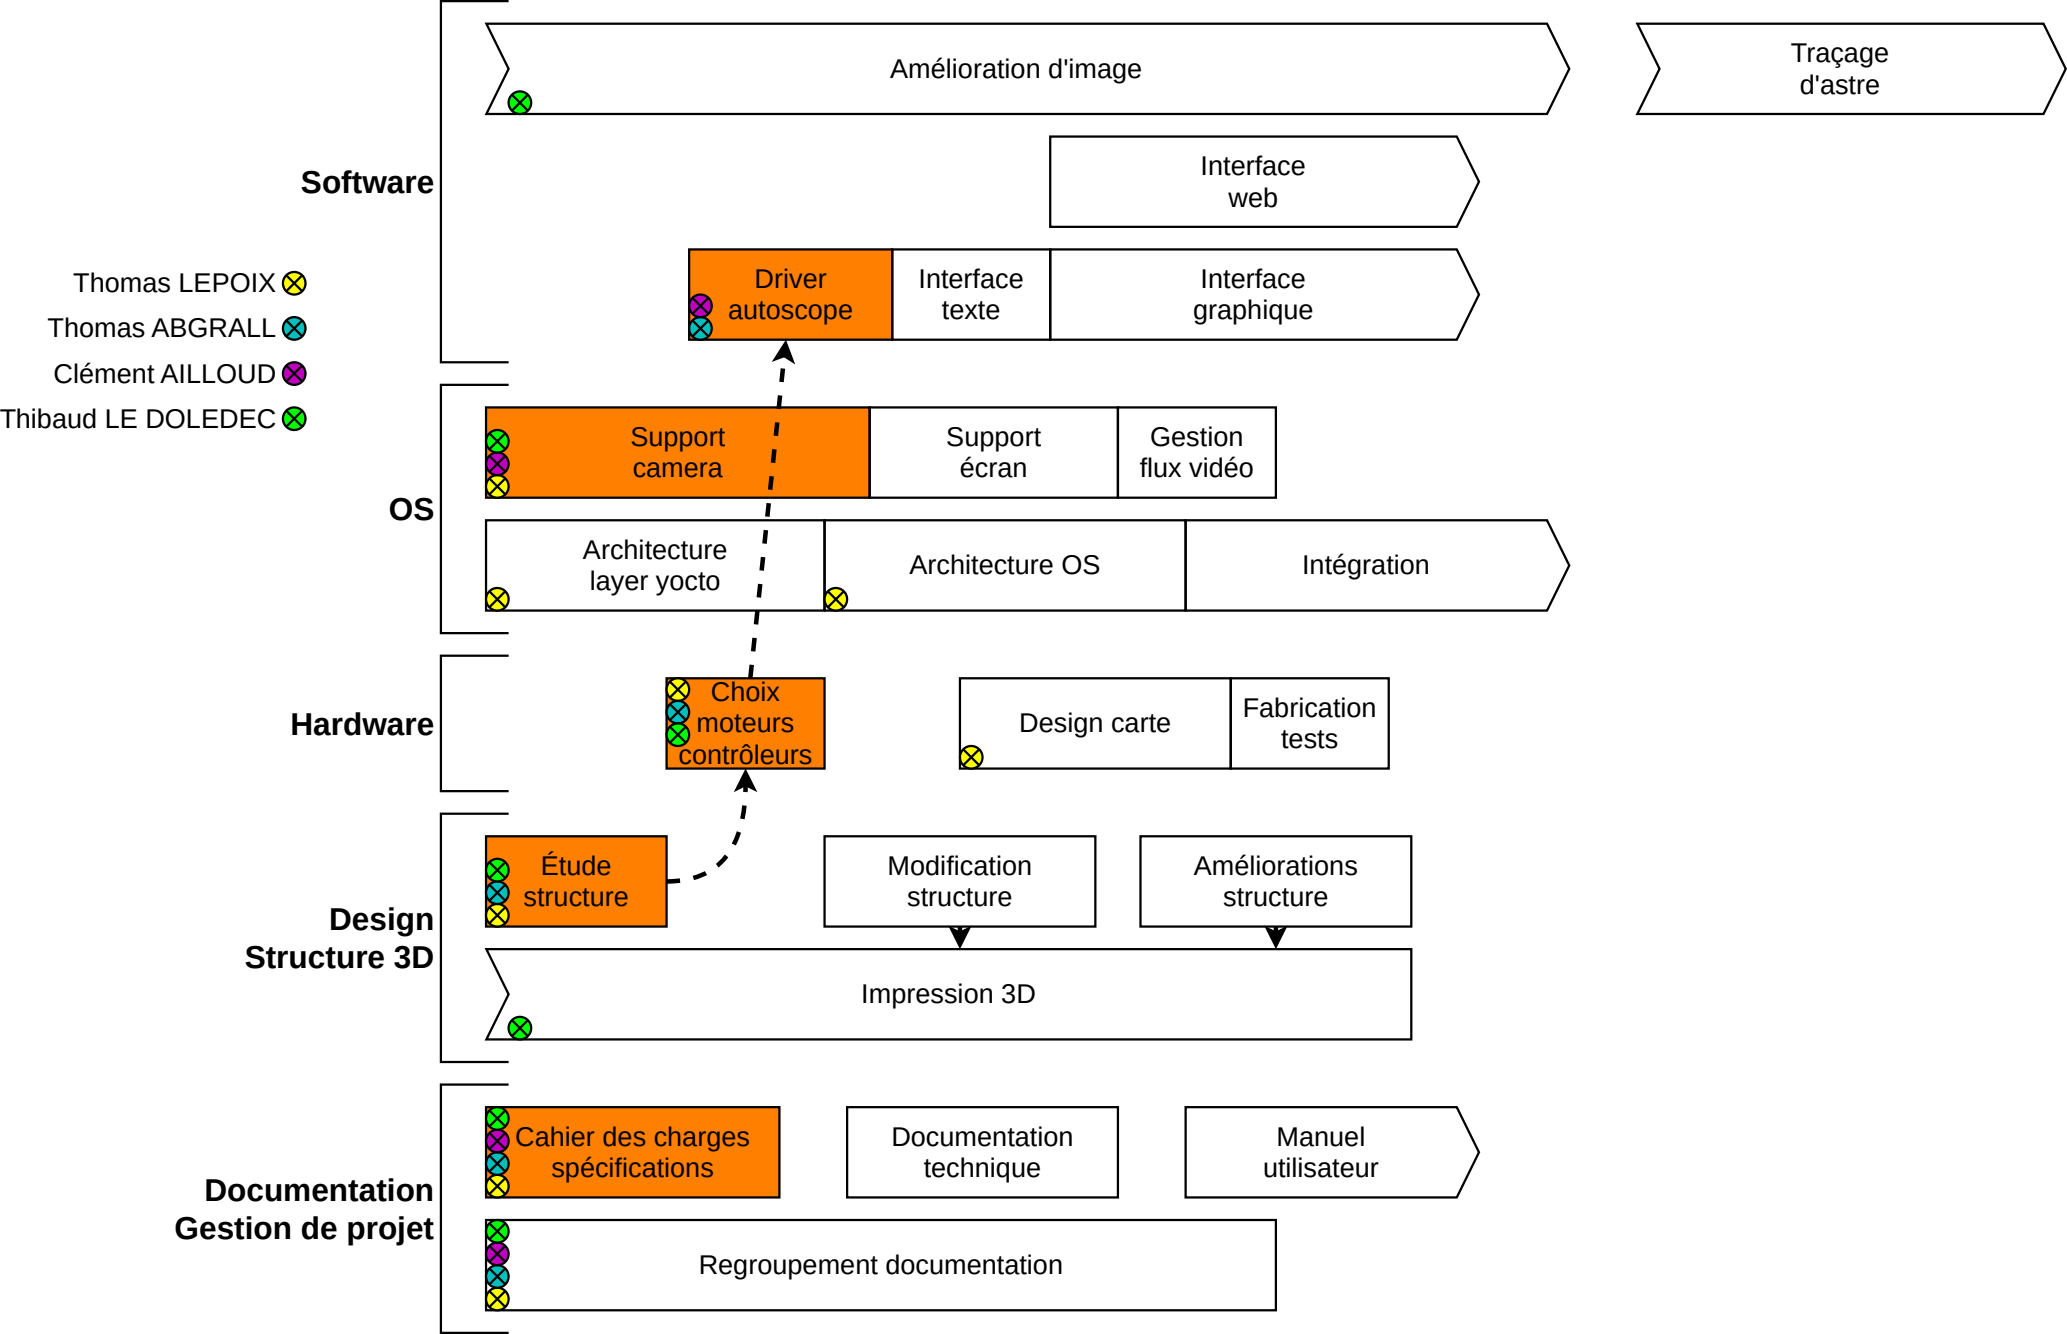 Amélioration d'image
Traçage
d'astre
Software
Interface
web
Driver
autoscope
Interface
texte
Interface
graphique
Thomas LEPOIX
Thomas ABGRALL
Clément AILLOUD
Thibaud LE DOLEDEC
OS
Support
camera
Support
écran
Gestion
flux vidéo
Architecture
layer yocto
Architecture OS
Intégration
Hardware
Choix
moteurs
contrôleurs
Design carte
Fabrication
tests
Design
Structure 3D
Étude
structure
Modification
structure
Améliorations
structure
Impression 3D
Documentation
Gestion de projet
Cahier des charges
spécifications
Documentation
technique
Manuel
utilisateur
Regroupement documentation